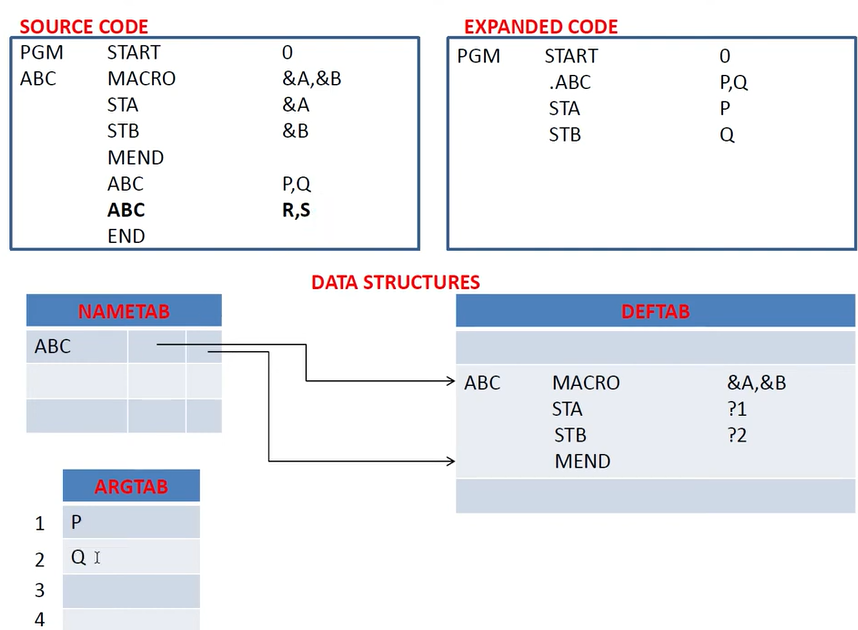 SOURCE CODE
PGM START 0
ABC MACRO &A,&B
STA &A
STB &B
MEND
ABC P,Q
ABC R,S
END
EXPANDED CODE
PGM START 0
.ABC P,Q
STA P
STB Q
DATA STRUCTURES
NAMETAB
ABC
DEFTAB
ABC MACRO &A,&B
STA ?1
STB ?2
MEND
ARGTAB
1 P
2 Q
3
4